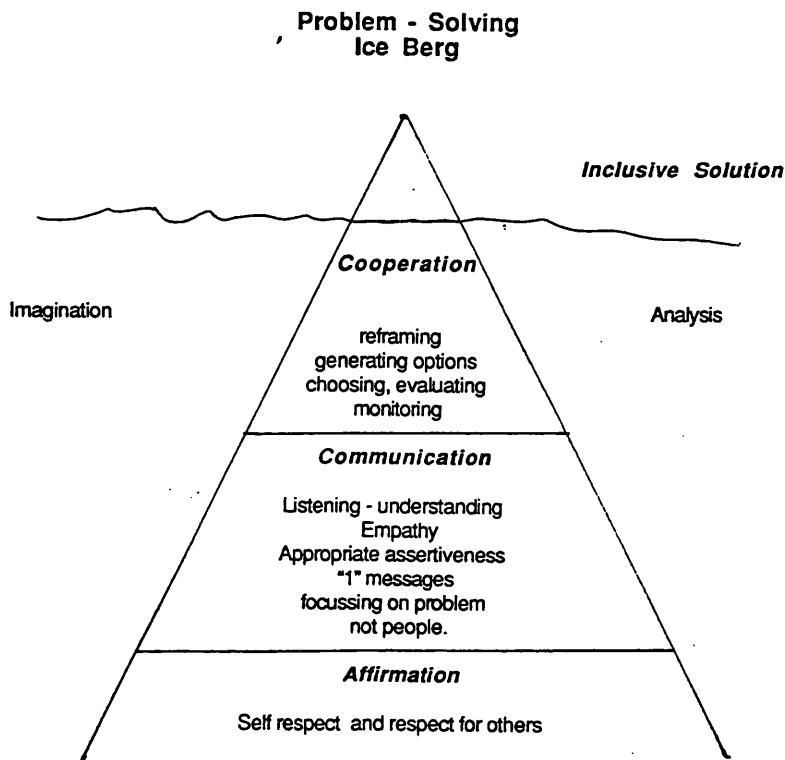 Problem - Solving
Ice Berg
Inclusive Solution
Cooperation
Imagination
Analysis
reframing
generating options
choosing, evaluating
monitoring
Communication
Listening - understanding
Empathy
Appropriate assertiveness
"1" messages
focussing on problem
not people.
Affirmation
Self respect and respect for others